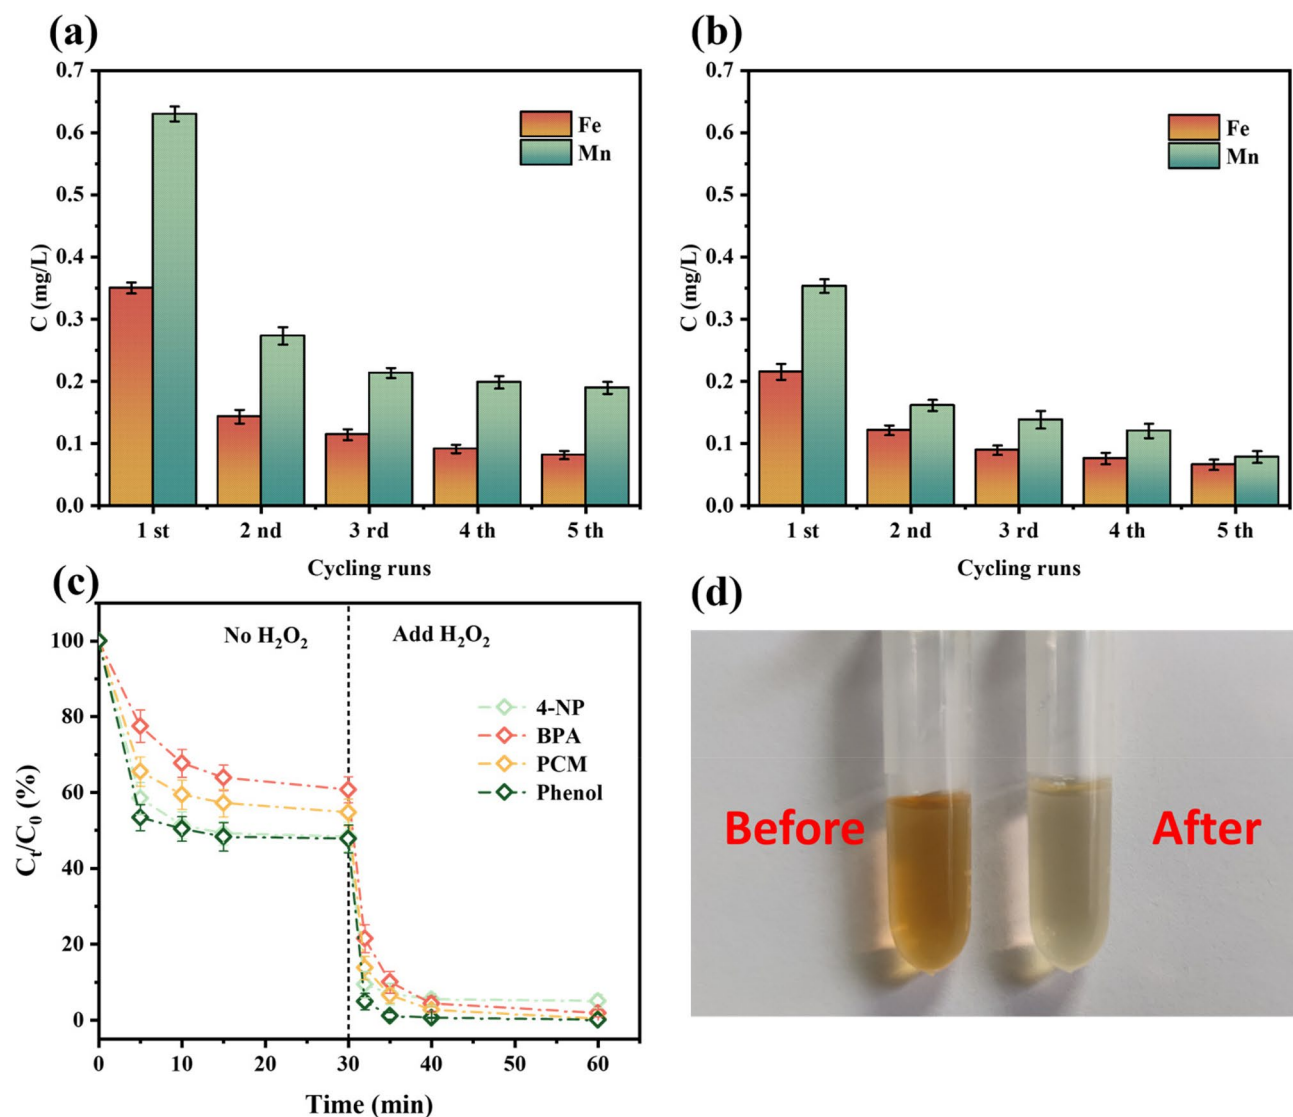 (a)
0.7
0.6
0.5
0.4
0.3
0.2
0.1
0.0
C (mg/L)
Fe
Mn
1 st 2 nd 3 rd 4 th 5 th
Cycling runs
(b)
0.7
0.6
0.5
0.4
0.3
0.2
0.1
0.0
C (mg/L)
Fe
Mn
1 st 2 nd 3 rd 4 th 5 th
Cycling runs
(c)
No H₂O₂ Add H₂O₂
100
80
60
40
20
0
Cₜ/C₀ (%)
4-NP
BPA
PCM
Phenol
0 10 20 30 40 50 60
Time (min)
(d)
Before After